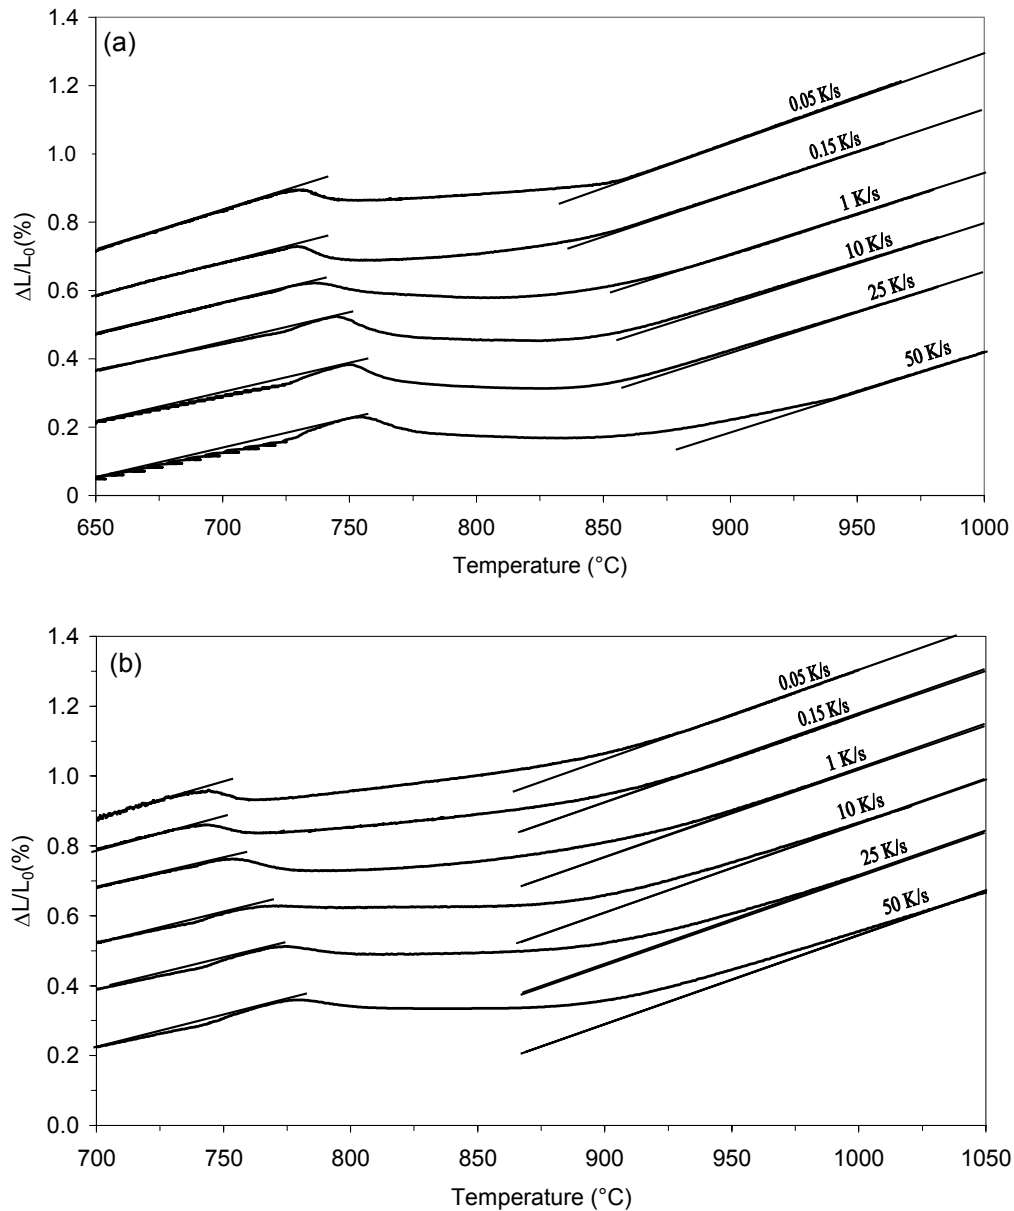 (a)
1.4
1.2
1.0
0.8
0.6
0.4
0.2
0
ΔL/L0(%)
0.05 K/s
0.15 K/s
1 K/s
10 K/s
25 K/s
50 K/s
650 700 750 800 850 900 950 1000
Temperature (°C)
(b)
1.4
1.2
1.0
0.8
0.6
0.4
0.2
0.0
ΔL/L0(%)
0.05 K/s
0.15 K/s
1 K/s
10 K/s
25 K/s
50 K/s
700 750 800 850 900 950 1000 1050
Temperature (°C)